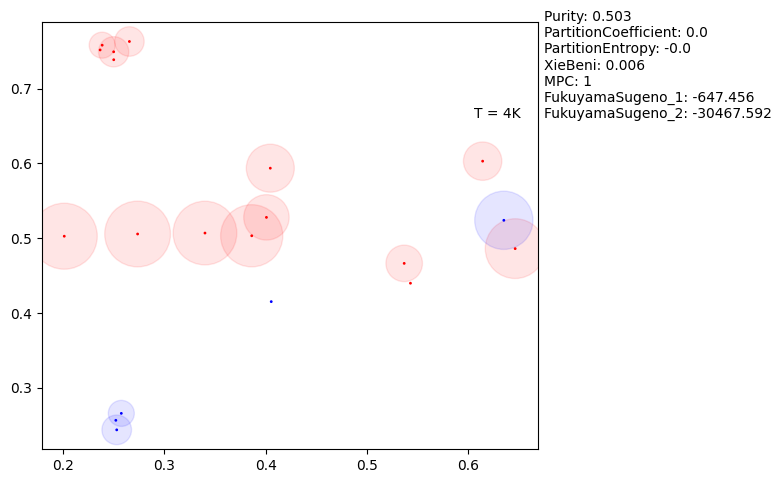 Purity: 0.503
PartitionCoefficient: 0.0
PartitionEntropy: -0.0
XieBeni: 0.006
MPC: 1
FukuyamaSugeno_1: -647.456
FukuyamaSugeno_2: -30467.592
T = 4K
0.7
0.6
0.5
0.4
0.3
0.2 0.3 0.4 0.5 0.6